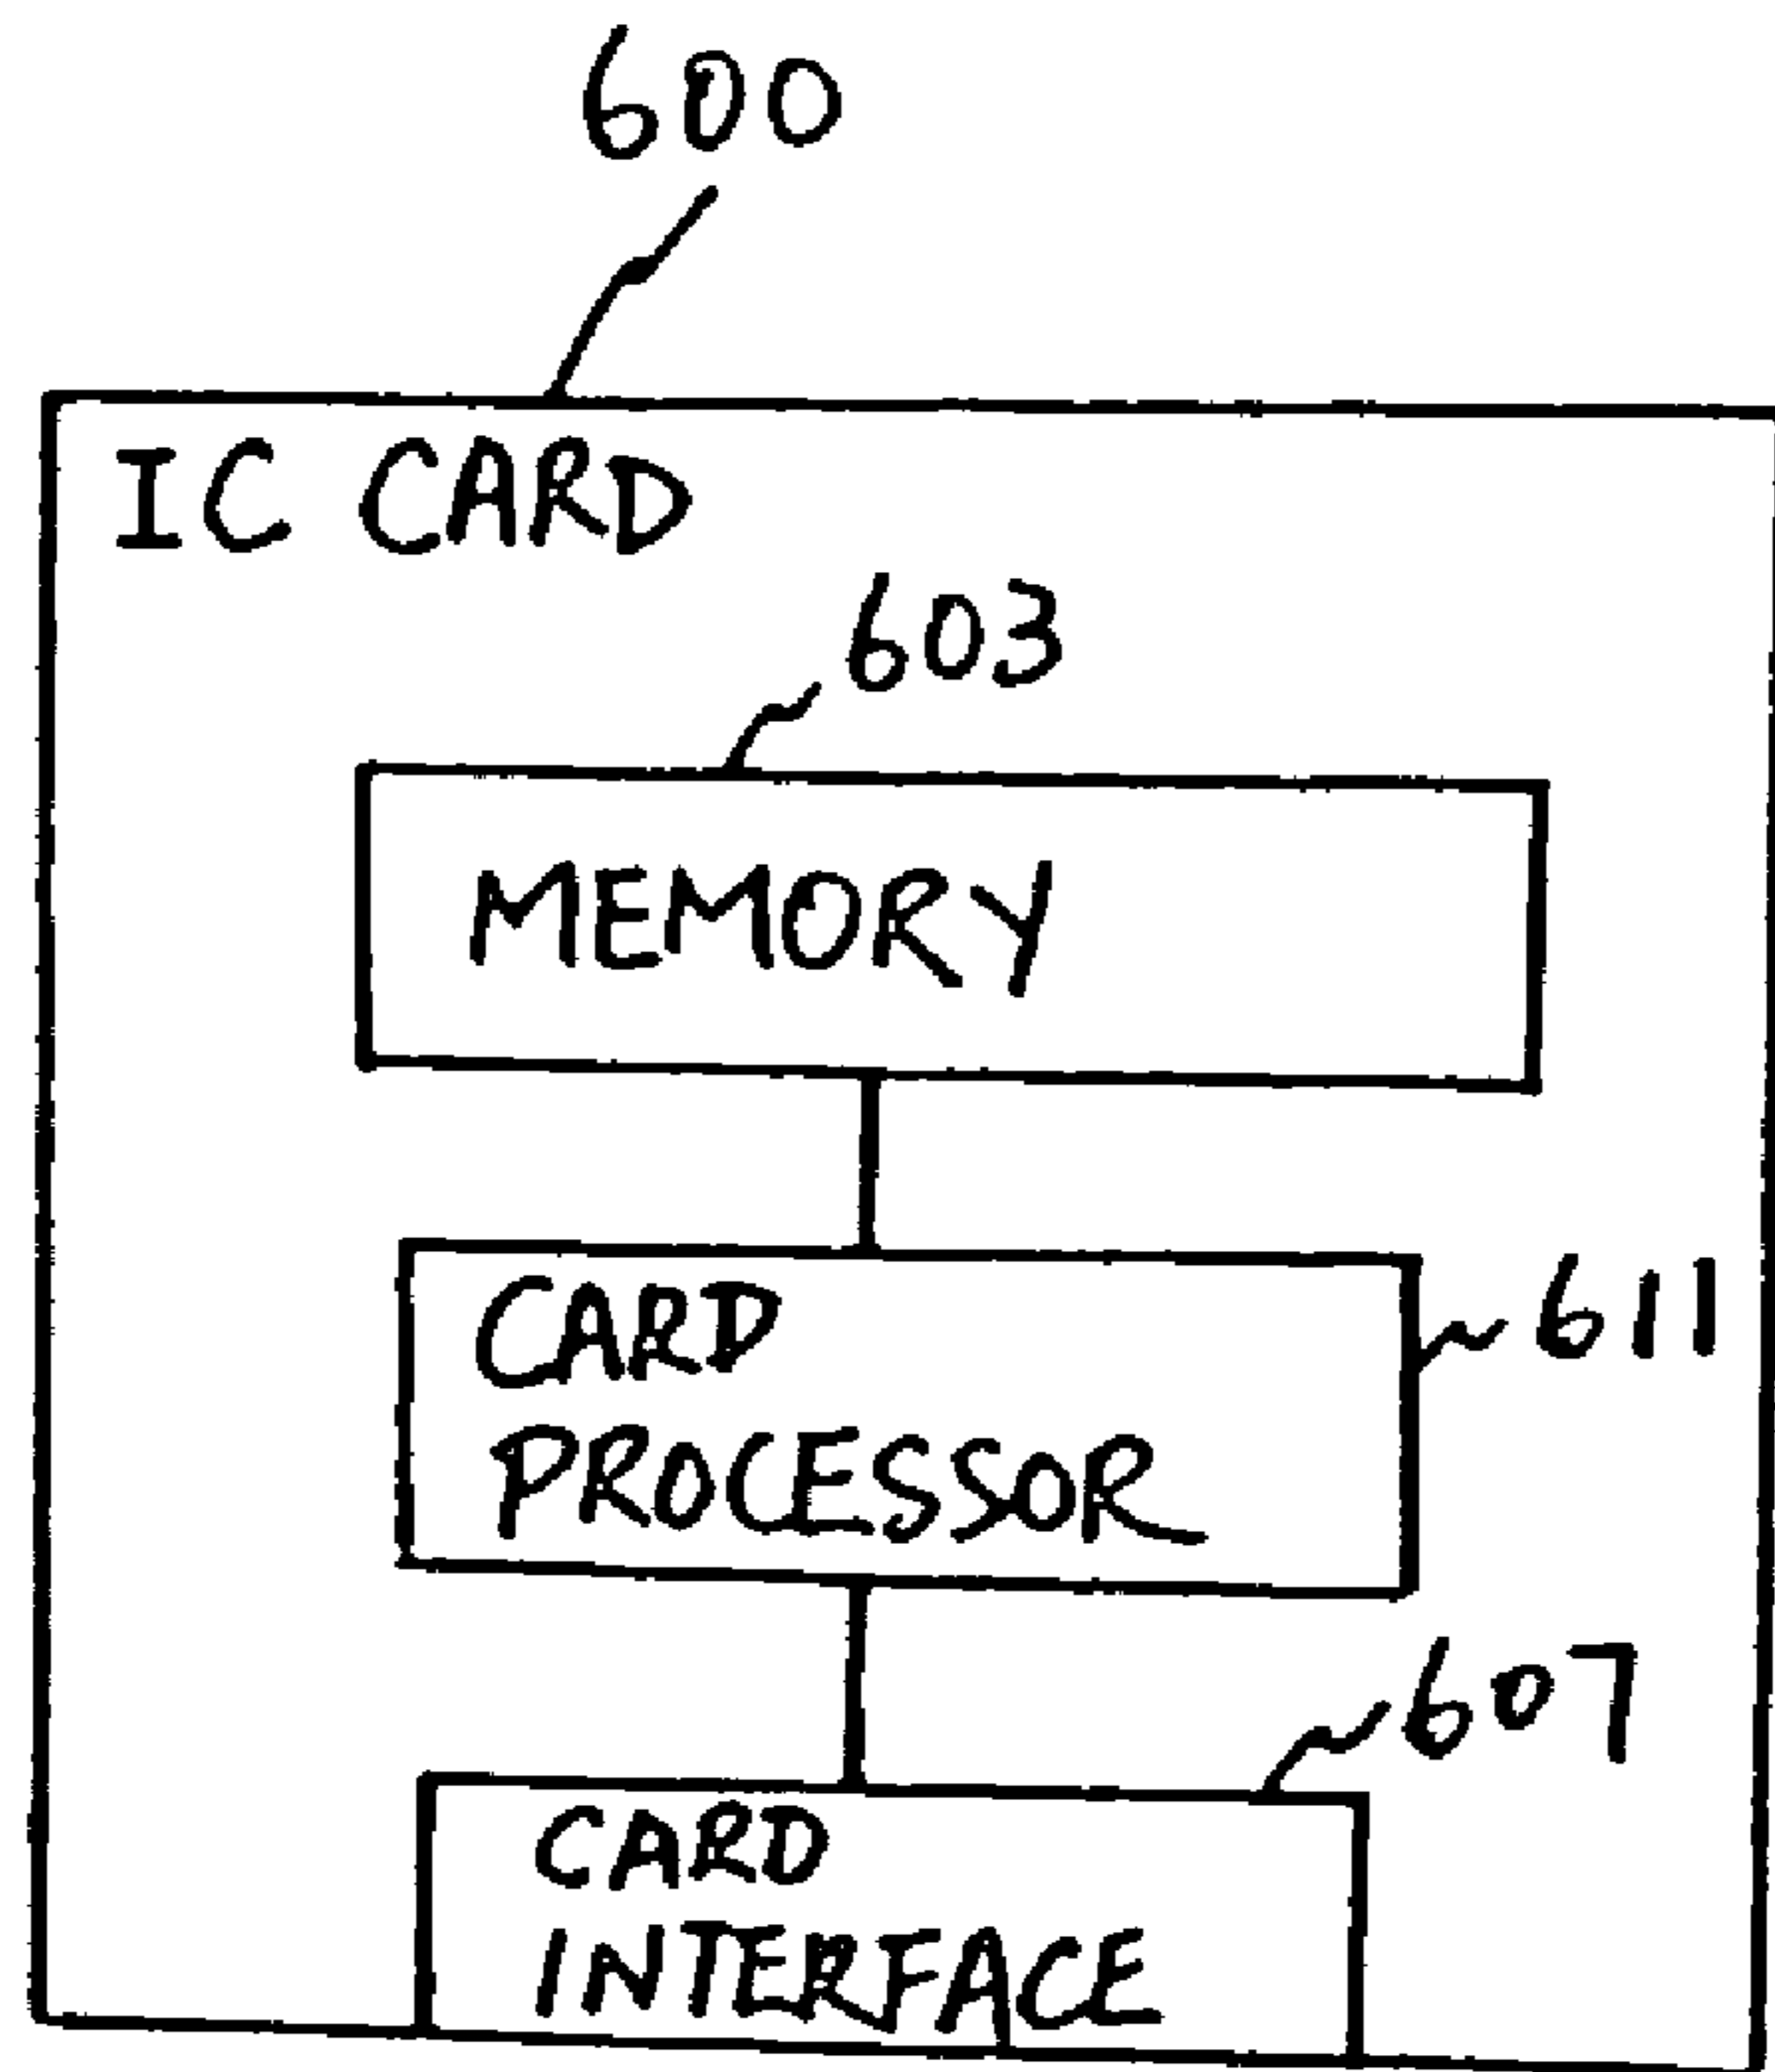 600
IC CARD
603
MEMORY
CARD
611
PROCESSOR
607
CARD
INTERFACE